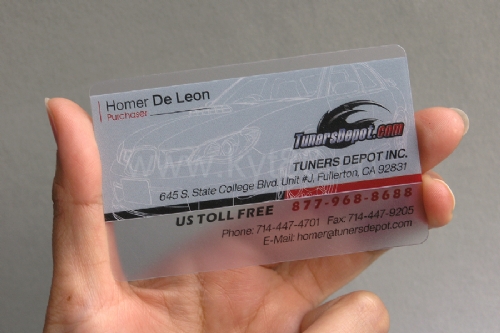 Homer De Leon
Purchaser
TunersDepot.com
TUNERS DEPOT INC.
645 S. State College Blvd. Unit #J, Fullerton, CA 92831
US TOLL FREE 877-968-8688
Phone: 714-447-4701 Fax: 714-447-9205
E-Mail: homer@tunersdepot.com